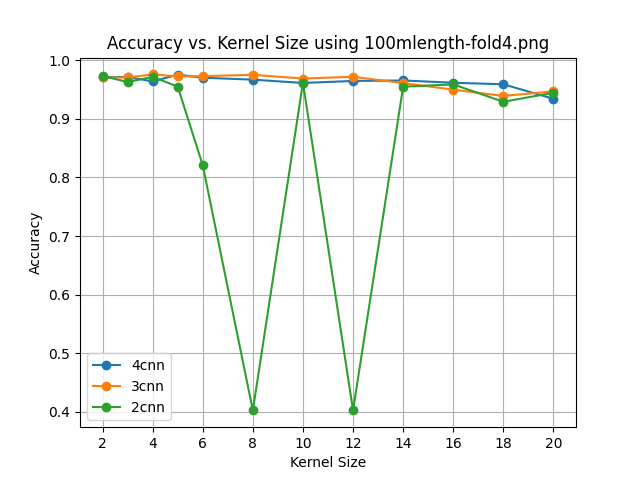 Accuracy vs. Kernel Size using 100mlength-fold4.png
1.0
0.9
0.8
0.7
0.6
0.5
0.4
Accuracy
4cnn
3cnn
2cnn
2 4 6 8 10 12 14 16 18 20
Kernel Size